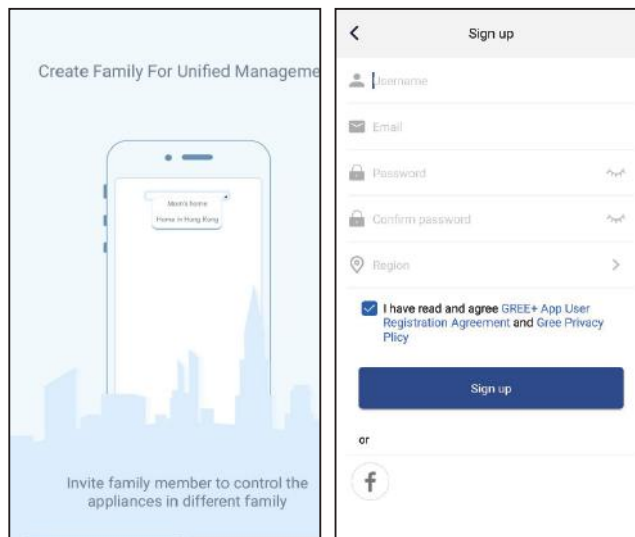 Create Family For Unified Manageme
Mom's home
Home in Hong Kong
Invite family member to control the
appliances in different family
Sign up
Username
Email
Password
Confirm password
Region
I have read and agree GREE+ App User
Registration Agreement and Gree Privacy
Plicy
Sign up
or
f